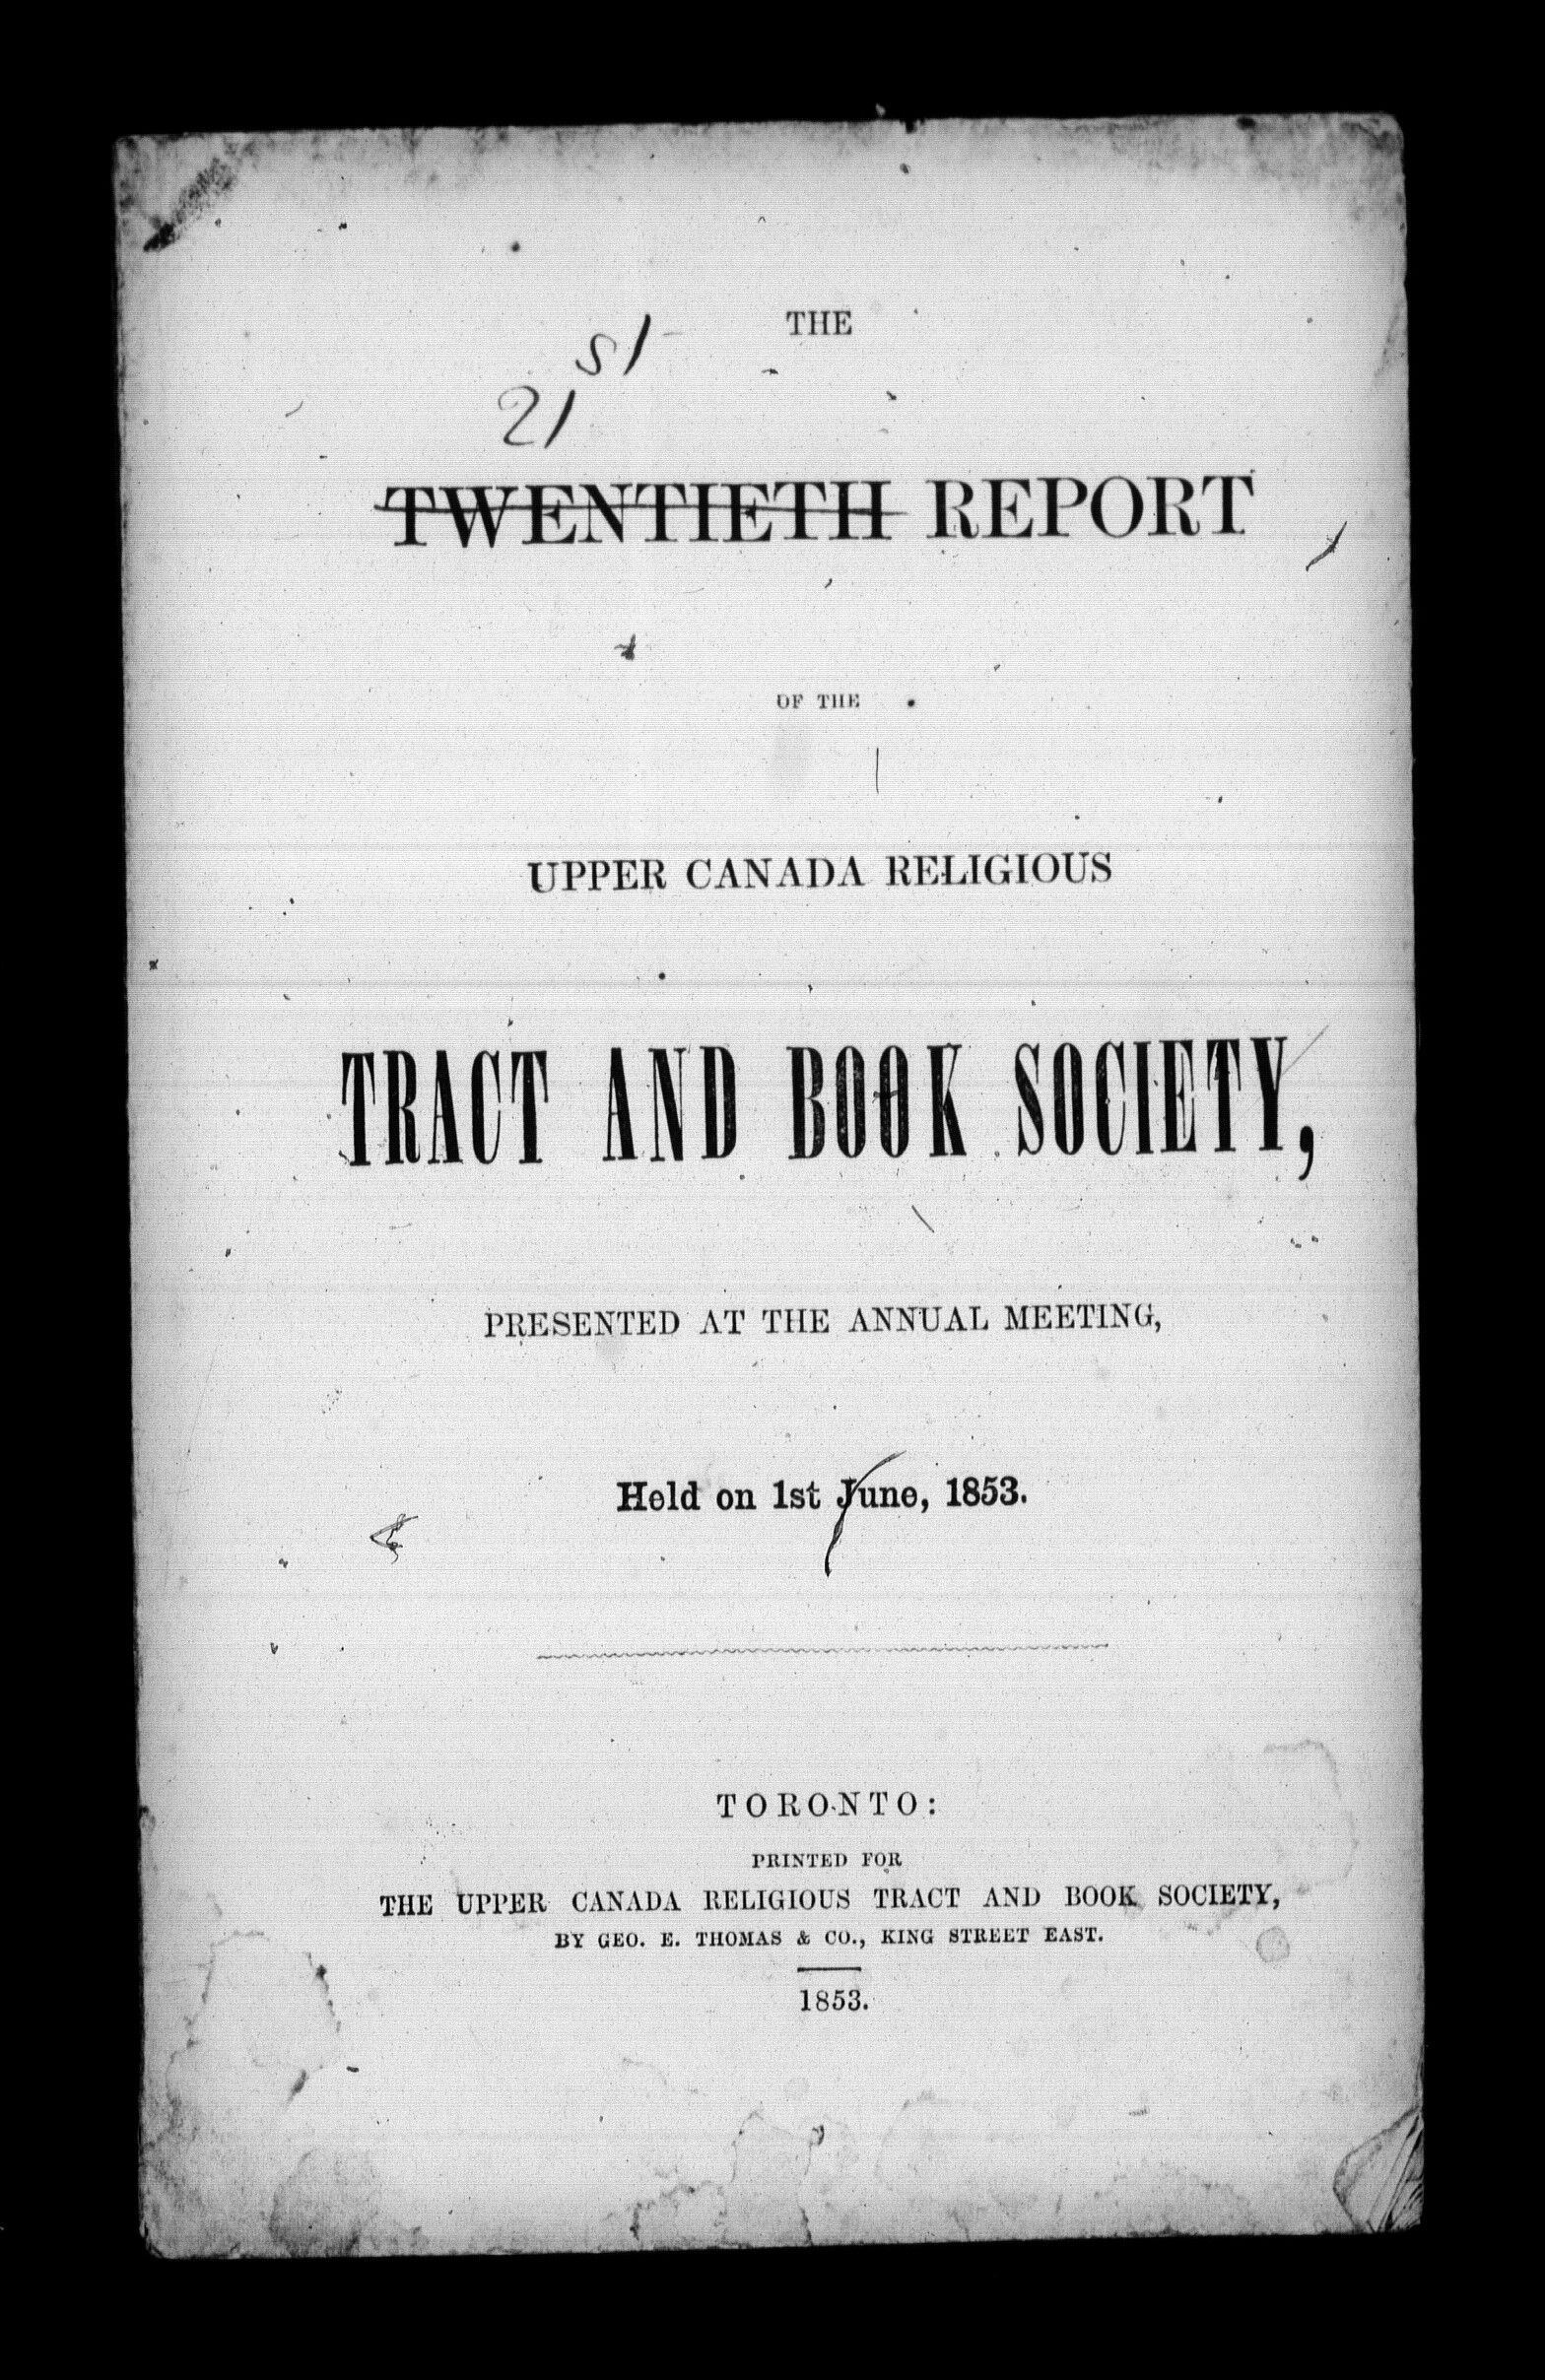 THE
21st
TWENTIETH REPORT
OF THE
UPPER CANADA RELIGIOUS
TRACT AND BOOK SOCIETY,
PRESENTED AT THE ANNUAL MEETING,
Held on 1st June, 1853.
TORONTO:
PRINTED FOR
THE UPPER CANADA RELIGIOUS TRACT AND BOOK SOCIETY,
BY GEO. E. THOMAS & CO., KING STREET EAST.
1853.